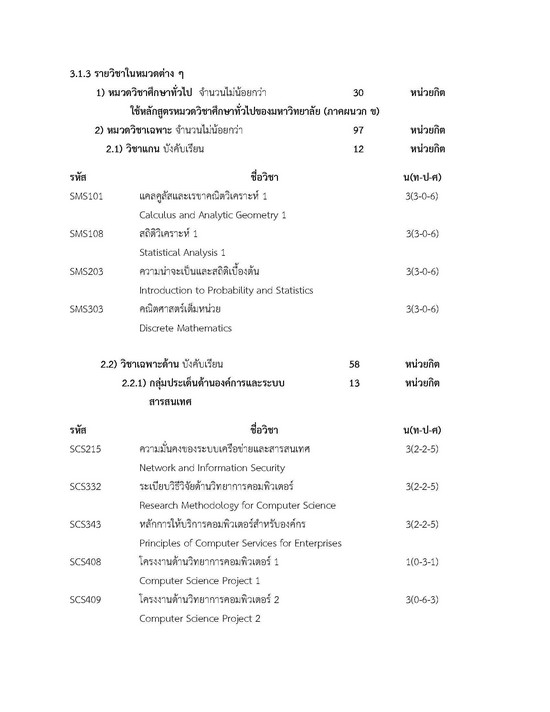 3.1.3 รายวิชาในหมวดต่าง ๆ
1) หมวดวิชาศึกษาทั่วไป จำนวนไม่น้อยกว่า 30 หน่วยกิต
ใช้หลักสูตรหมวดวิชาศึกษาทั่วไปของมหาวิทยาลัย (ภาคผนวก ข)
2) หมวดวิชาเฉพาะ จำนวนไม่น้อยกว่า 97 หน่วยกิต
2.1) วิชาแกน บังคับเรียน 12 หน่วยกิต
รหัส ชื่อวิชา น(ท-ป-ศ)
SMS101 แคลคูลัสและเรขาคณิตวิเคราะห์ 1 3(3-0-6)
Calculus and Analytic Geometry 1
SMS108 สถิติวิเคราะห์ 1 3(3-0-6)
Statistical Analysis 1
SMS203 ความน่าจะเป็นและสถิติเบื้องต้น 3(3-0-6)
Introduction to Probability and Statistics
SMS303 คณิตศาสตร์เต็มหน่วย 3(3-0-6)
Discrete Mathematics
2.2) วิชาเฉพาะด้าน บังคับเรียน 58 หน่วยกิต
2.2.1) กลุ่มประเด็นด้านองค์การและระบบ 13 หน่วยกิต
สารสนเทศ
รหัส ชื่อวิชา น(ท-ป-ศ)
SCS215 ความมั่นคงของระบบเครือข่ายและสารสนเทศ 3(2-2-5)
Network and Information Security
SCS332 ระเบียบวิธีวิจัยด้านวิทยาการคอมพิวเตอร์ 3(2-2-5)
Research Methodology for Computer Science
SCS343 หลักการให้บริการคอมพิวเตอร์สำหรับองค์กร 3(2-2-5)
Principles of Computer Services for Enterprises
SCS408 โครงงานด้านวิทยาการคอมพิวเตอร์ 1 1(0-3-1)
Computer Science Project 1
SCS409 โครงงานด้านวิทยาการคอมพิวเตอร์ 2 3(0-6-3)
Computer Science Project 2